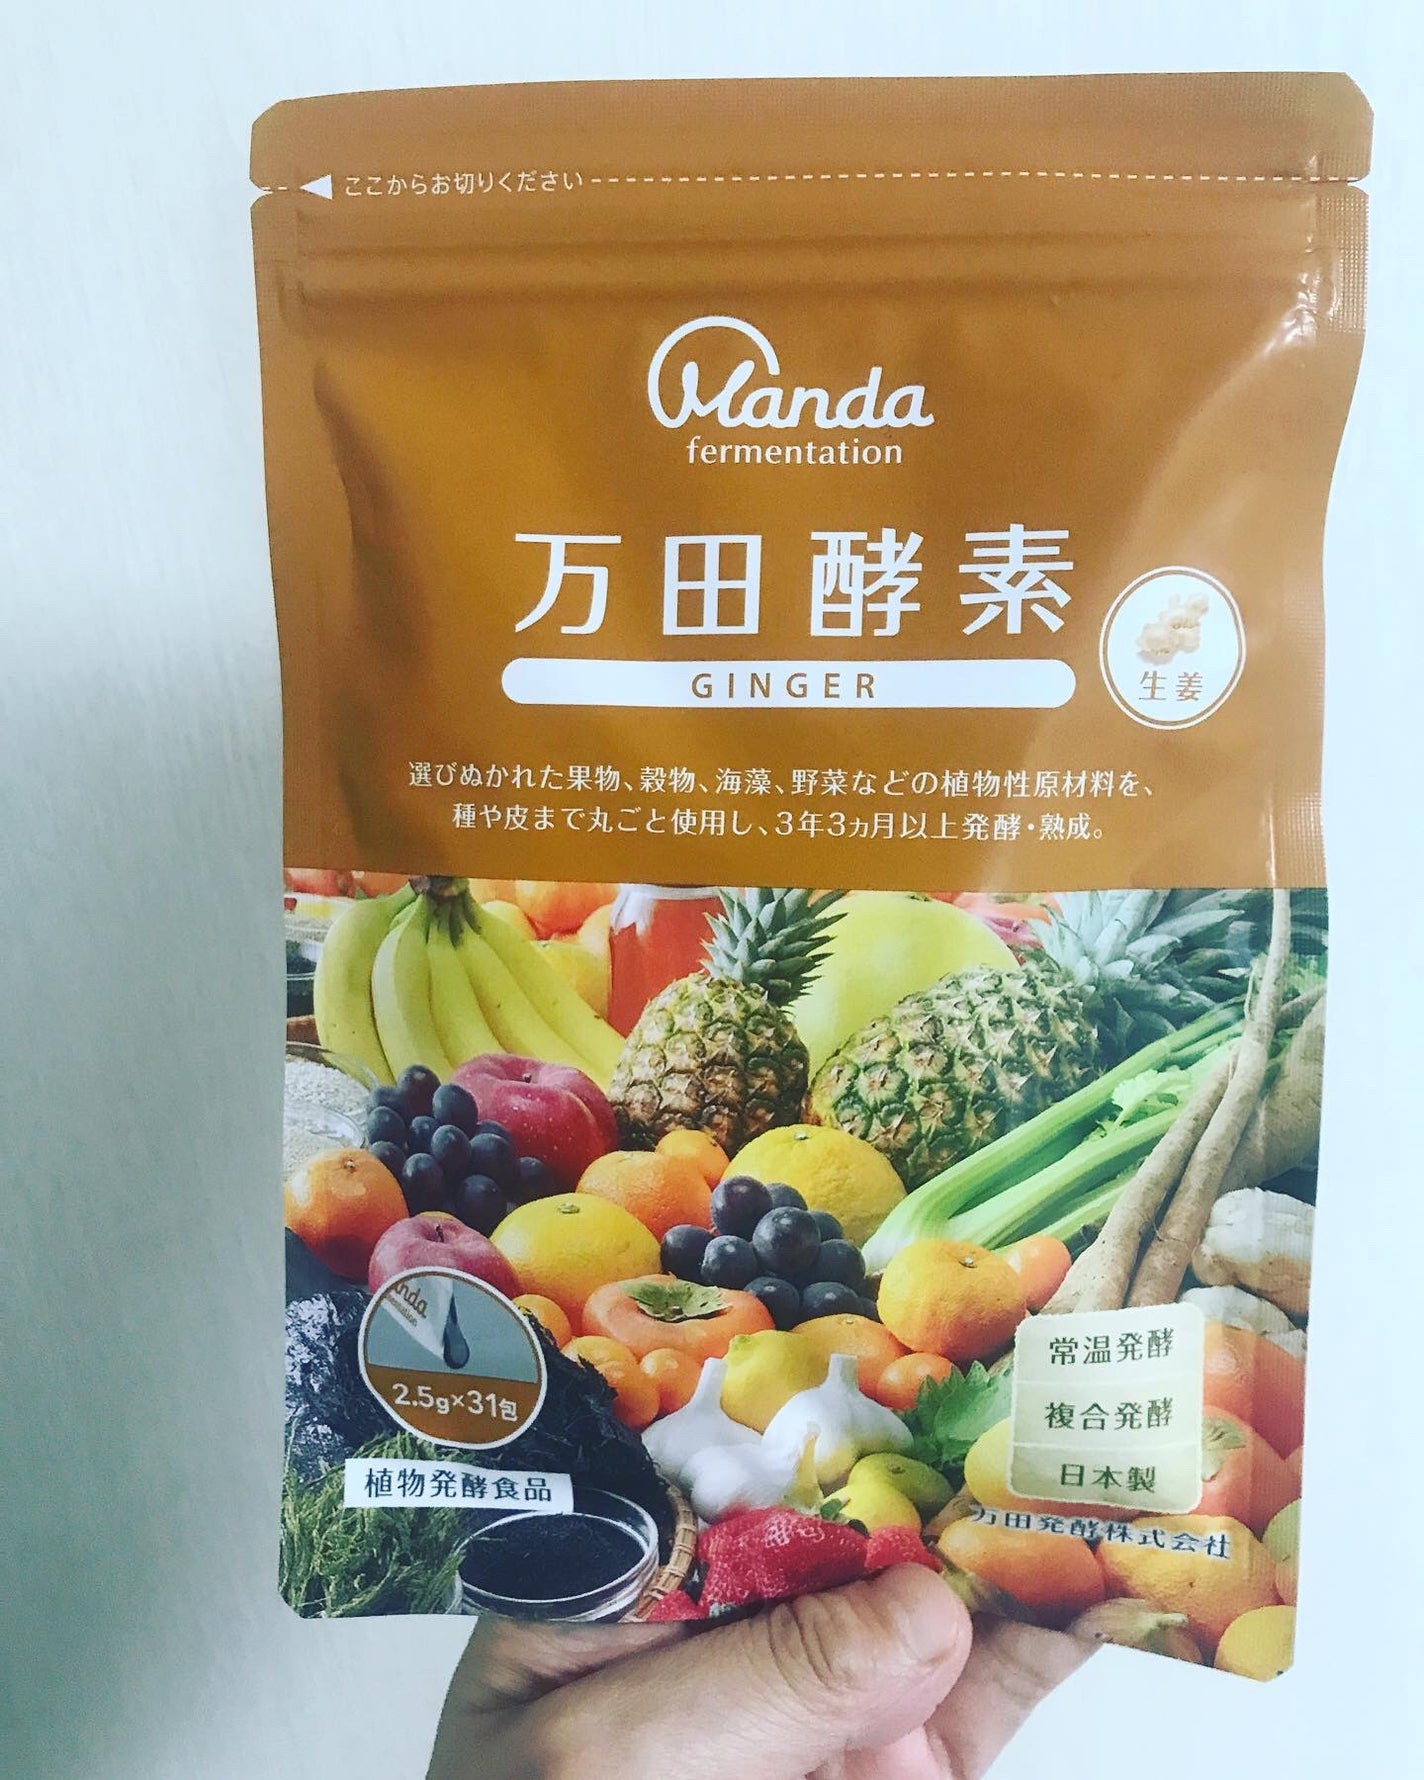 ここからお切りください
Manda
fermentation
万田酵素
GINGER
生姜
選びぬかれた果物、穀物、海藻、野菜などの植物性原材料を、
種や皮まで丸ごと使用し、3年3ヵ月以上発酵・熟成。
2.5g×31包
植物発酵食品
常温発酵
複合発酵
日本製
万田発酵株式会社